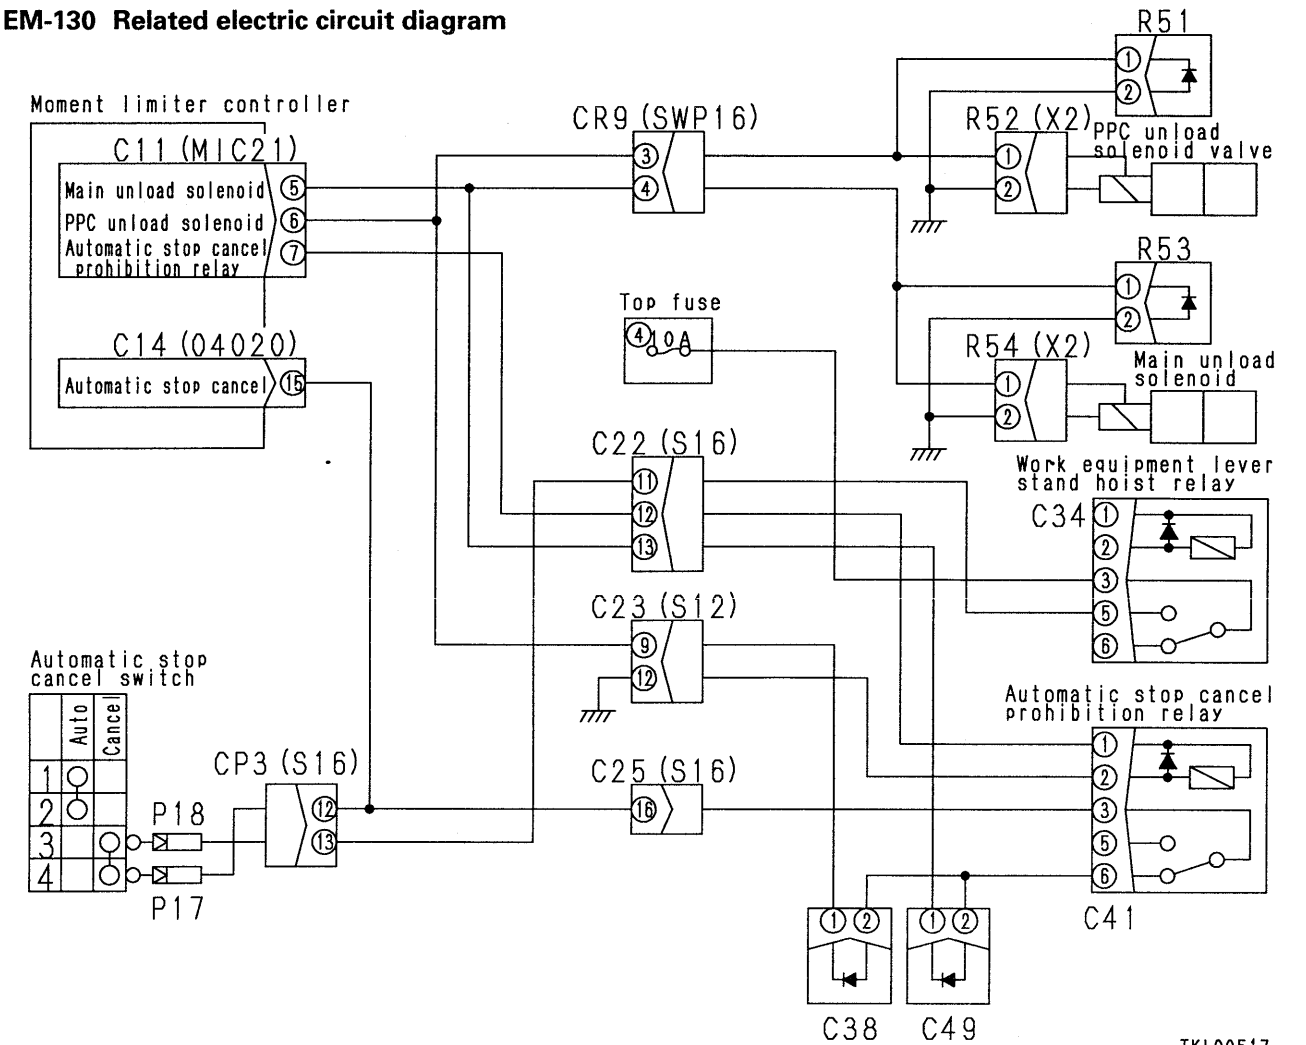 EM-130 Related electric circuit diagram
Moment limiter controller
C11 (MIC21)
Main unload solenoid 5
PPC unload solenoid 6
Automatic stop cancel
prohibition relay 7
C14 (04020)
Automatic stop cancel 15
CR9 (SWP16)
3
4
R51
1
2
R52 (X2)
1
2
PPC unload
solenoid valve
R53
1
2
R54 (X2)
1
2
Main unload
solenoid
Top fuse
4 10A
C22 (S16)
11
12
13
Work equipment lever
stand hoist relay
C34
1
2
3
5
6
C23 (S12)
9
12
Automatic stop
cancel switch
Auto
Cancel
1
2
3
4
P18
P17
CP3 (S16)
12
13
C25 (S16)
16
Automatic stop cancel
prohibition relay
1
2
3
5
6
C41
1 2
C38
1 2
C49